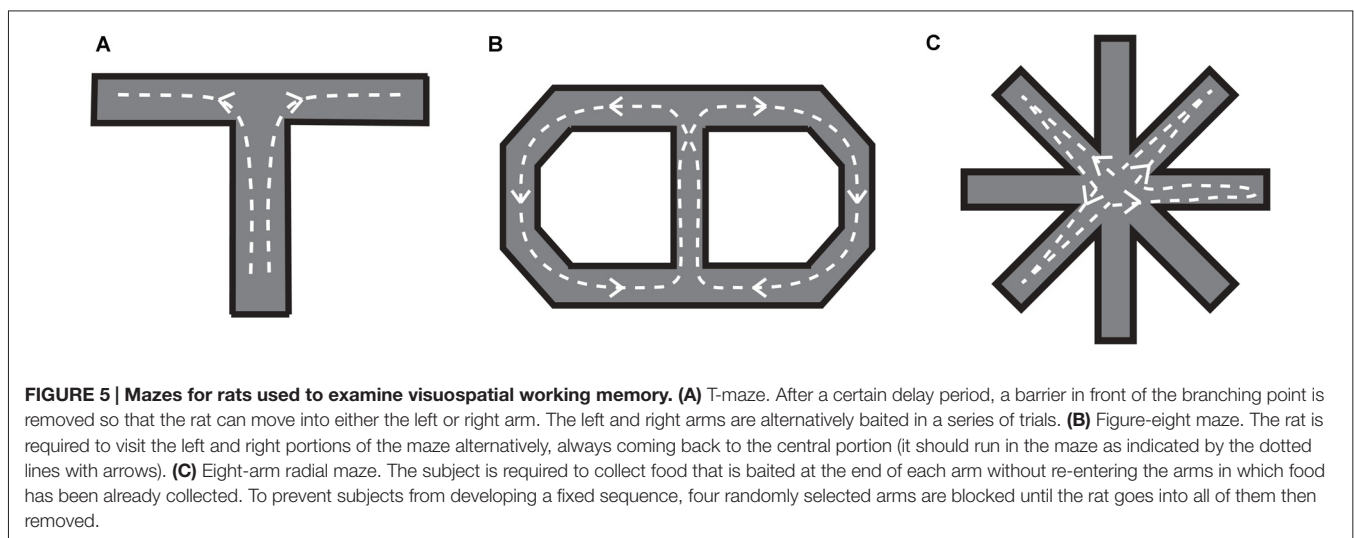 A
B
C
FIGURE 5 | Mazes for rats used to examine visuospatial working memory. (A) T-maze. After a certain delay period, a barrier in front of the branching point is
removed so that the rat can move into either the left or right arm. The left and right arms are alternatively baited in a series of trials. (B) Figure-eight maze. The rat is
required to visit the left and right portions of the maze alternatively, always coming back to the central portion (it should run in the maze as indicated by the dotted
lines with arrows). (C) Eight-arm radial maze. The subject is required to collect food that is baited at the end of each arm without re-entering the arms in which food
has been already collected. To prevent subjects from developing a fixed sequence, four randomly selected arms are blocked until the rat goes into all of them then
removed.